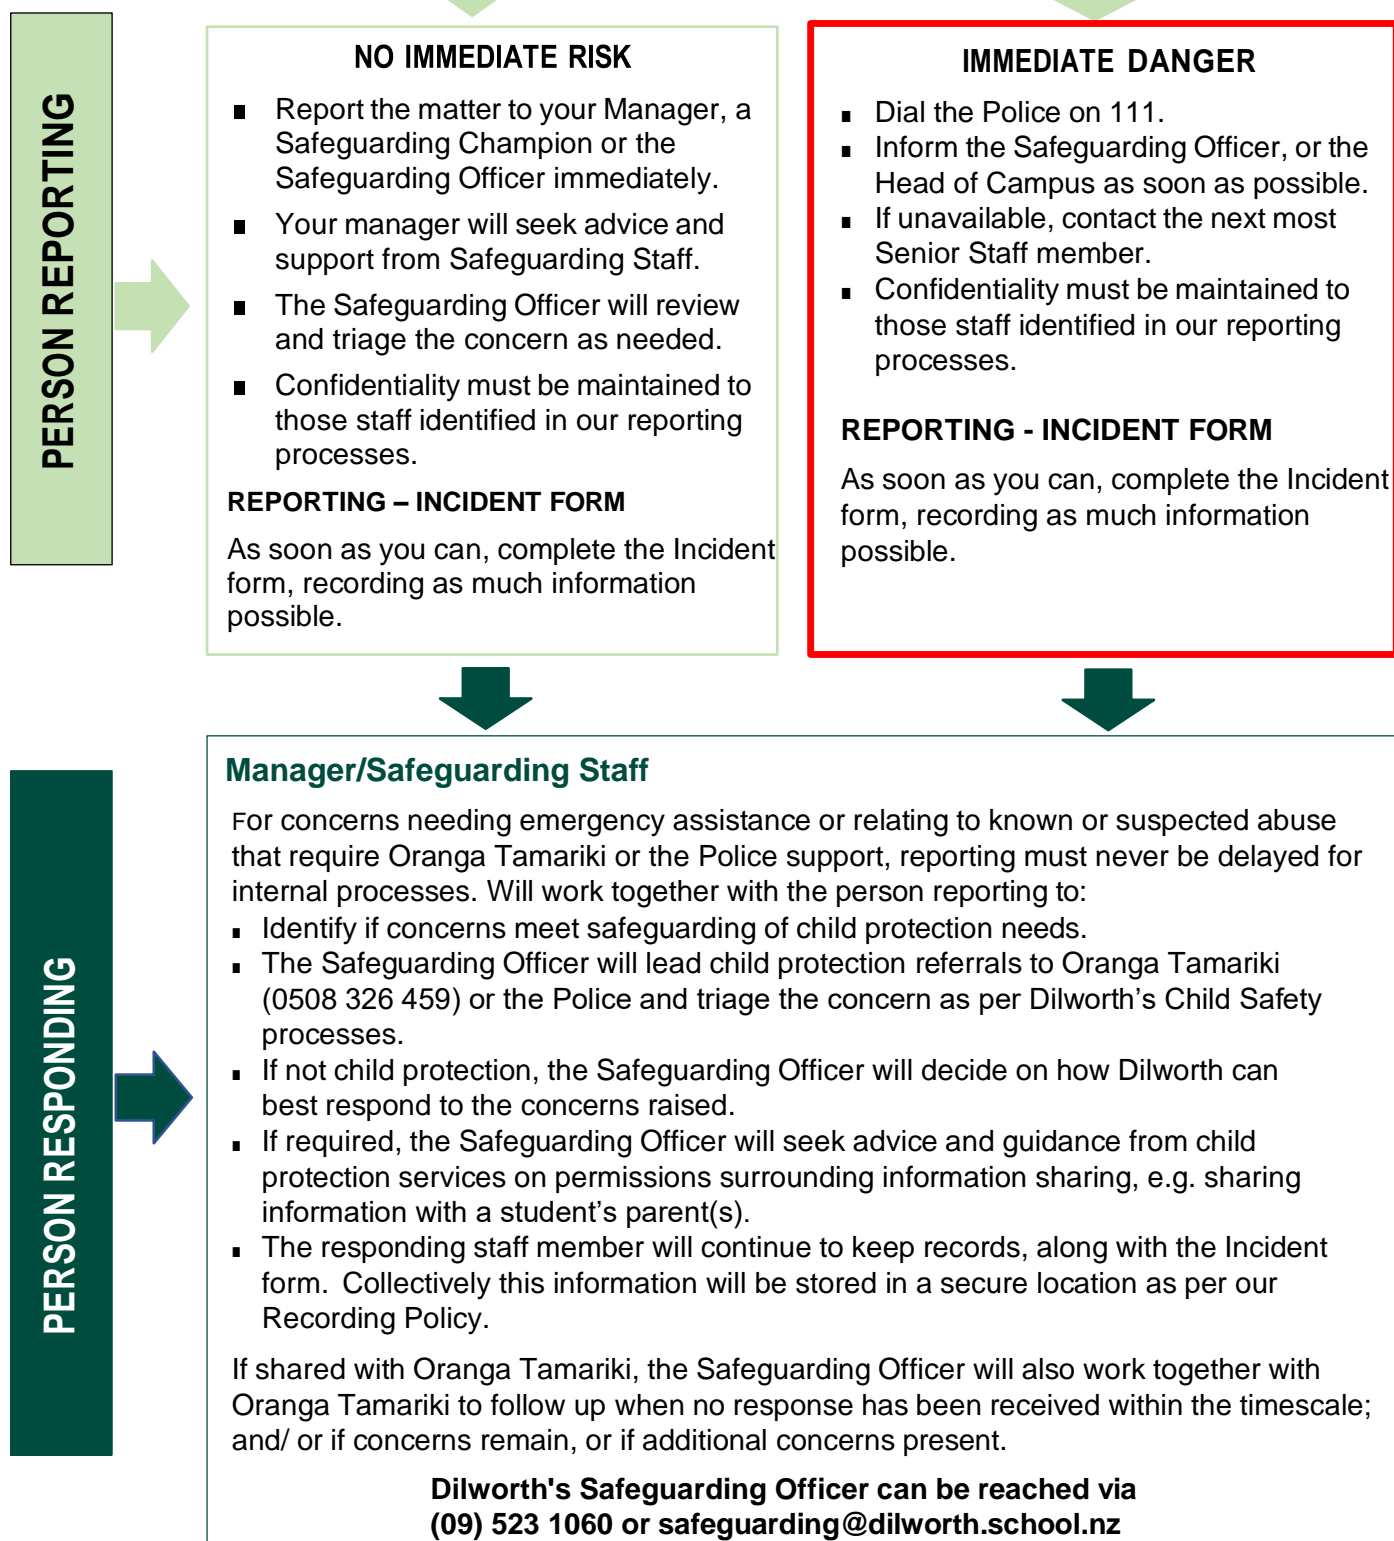 PERSON REPORTING
NO IMMEDIATE RISK
■ Report the matter to your Manager, a
Safeguarding Champion or the
Safeguarding Officer immediately.
■ Your manager will seek advice and
support from Safeguarding Staff.
■ The Safeguarding Officer will review
and triage the concern as needed.
■ Confidentiality must be maintained to
those staff identified in our reporting
processes.
REPORTING – INCIDENT FORM
As soon as you can, complete the Incident
form, recording as much information
possible.
IMMEDIATE DANGER
■ Dial the Police on 111.
■ Inform the Safeguarding Officer, or the
Head of Campus as soon as possible.
■ If unavailable, contact the next most
Senior Staff member.
■ Confidentiality must be maintained to
those staff identified in our reporting
processes.
REPORTING - INCIDENT FORM
As soon as you can, complete the Incident
form, recording as much information
possible.
PERSON RESPONDING
Manager/Safeguarding Staff
For concerns needing emergency assistance or relating to known or suspected abuse
that require Oranga Tamariki or the Police support, reporting must never be delayed for
internal processes. Will work together with the person reporting to:
■ Identify if concerns meet safeguarding of child protection needs.
■ The Safeguarding Officer will lead child protection referrals to Oranga Tamariki
(0508 326 459) or the Police and triage the concern as per Dilworth’s Child Safety
processes.
■ If not child protection, the Safeguarding Officer will decide on how Dilworth can
best respond to the concerns raised.
■ If required, the Safeguarding Officer will seek advice and guidance from child
protection services on permissions surrounding information sharing, e.g. sharing
information with a student’s parent(s).
■ The responding staff member will continue to keep records, along with the Incident
form. Collectively this information will be stored in a secure location as per our
Recording Policy.
If shared with Oranga Tamariki, the Safeguarding Officer will also work together with
Oranga Tamariki to follow up when no response has been received within the timescale;
and/ or if concerns remain, or if additional concerns present.
Dilworth's Safeguarding Officer can be reached via
(09) 523 1060 or safeguarding@dilworth.school.nz